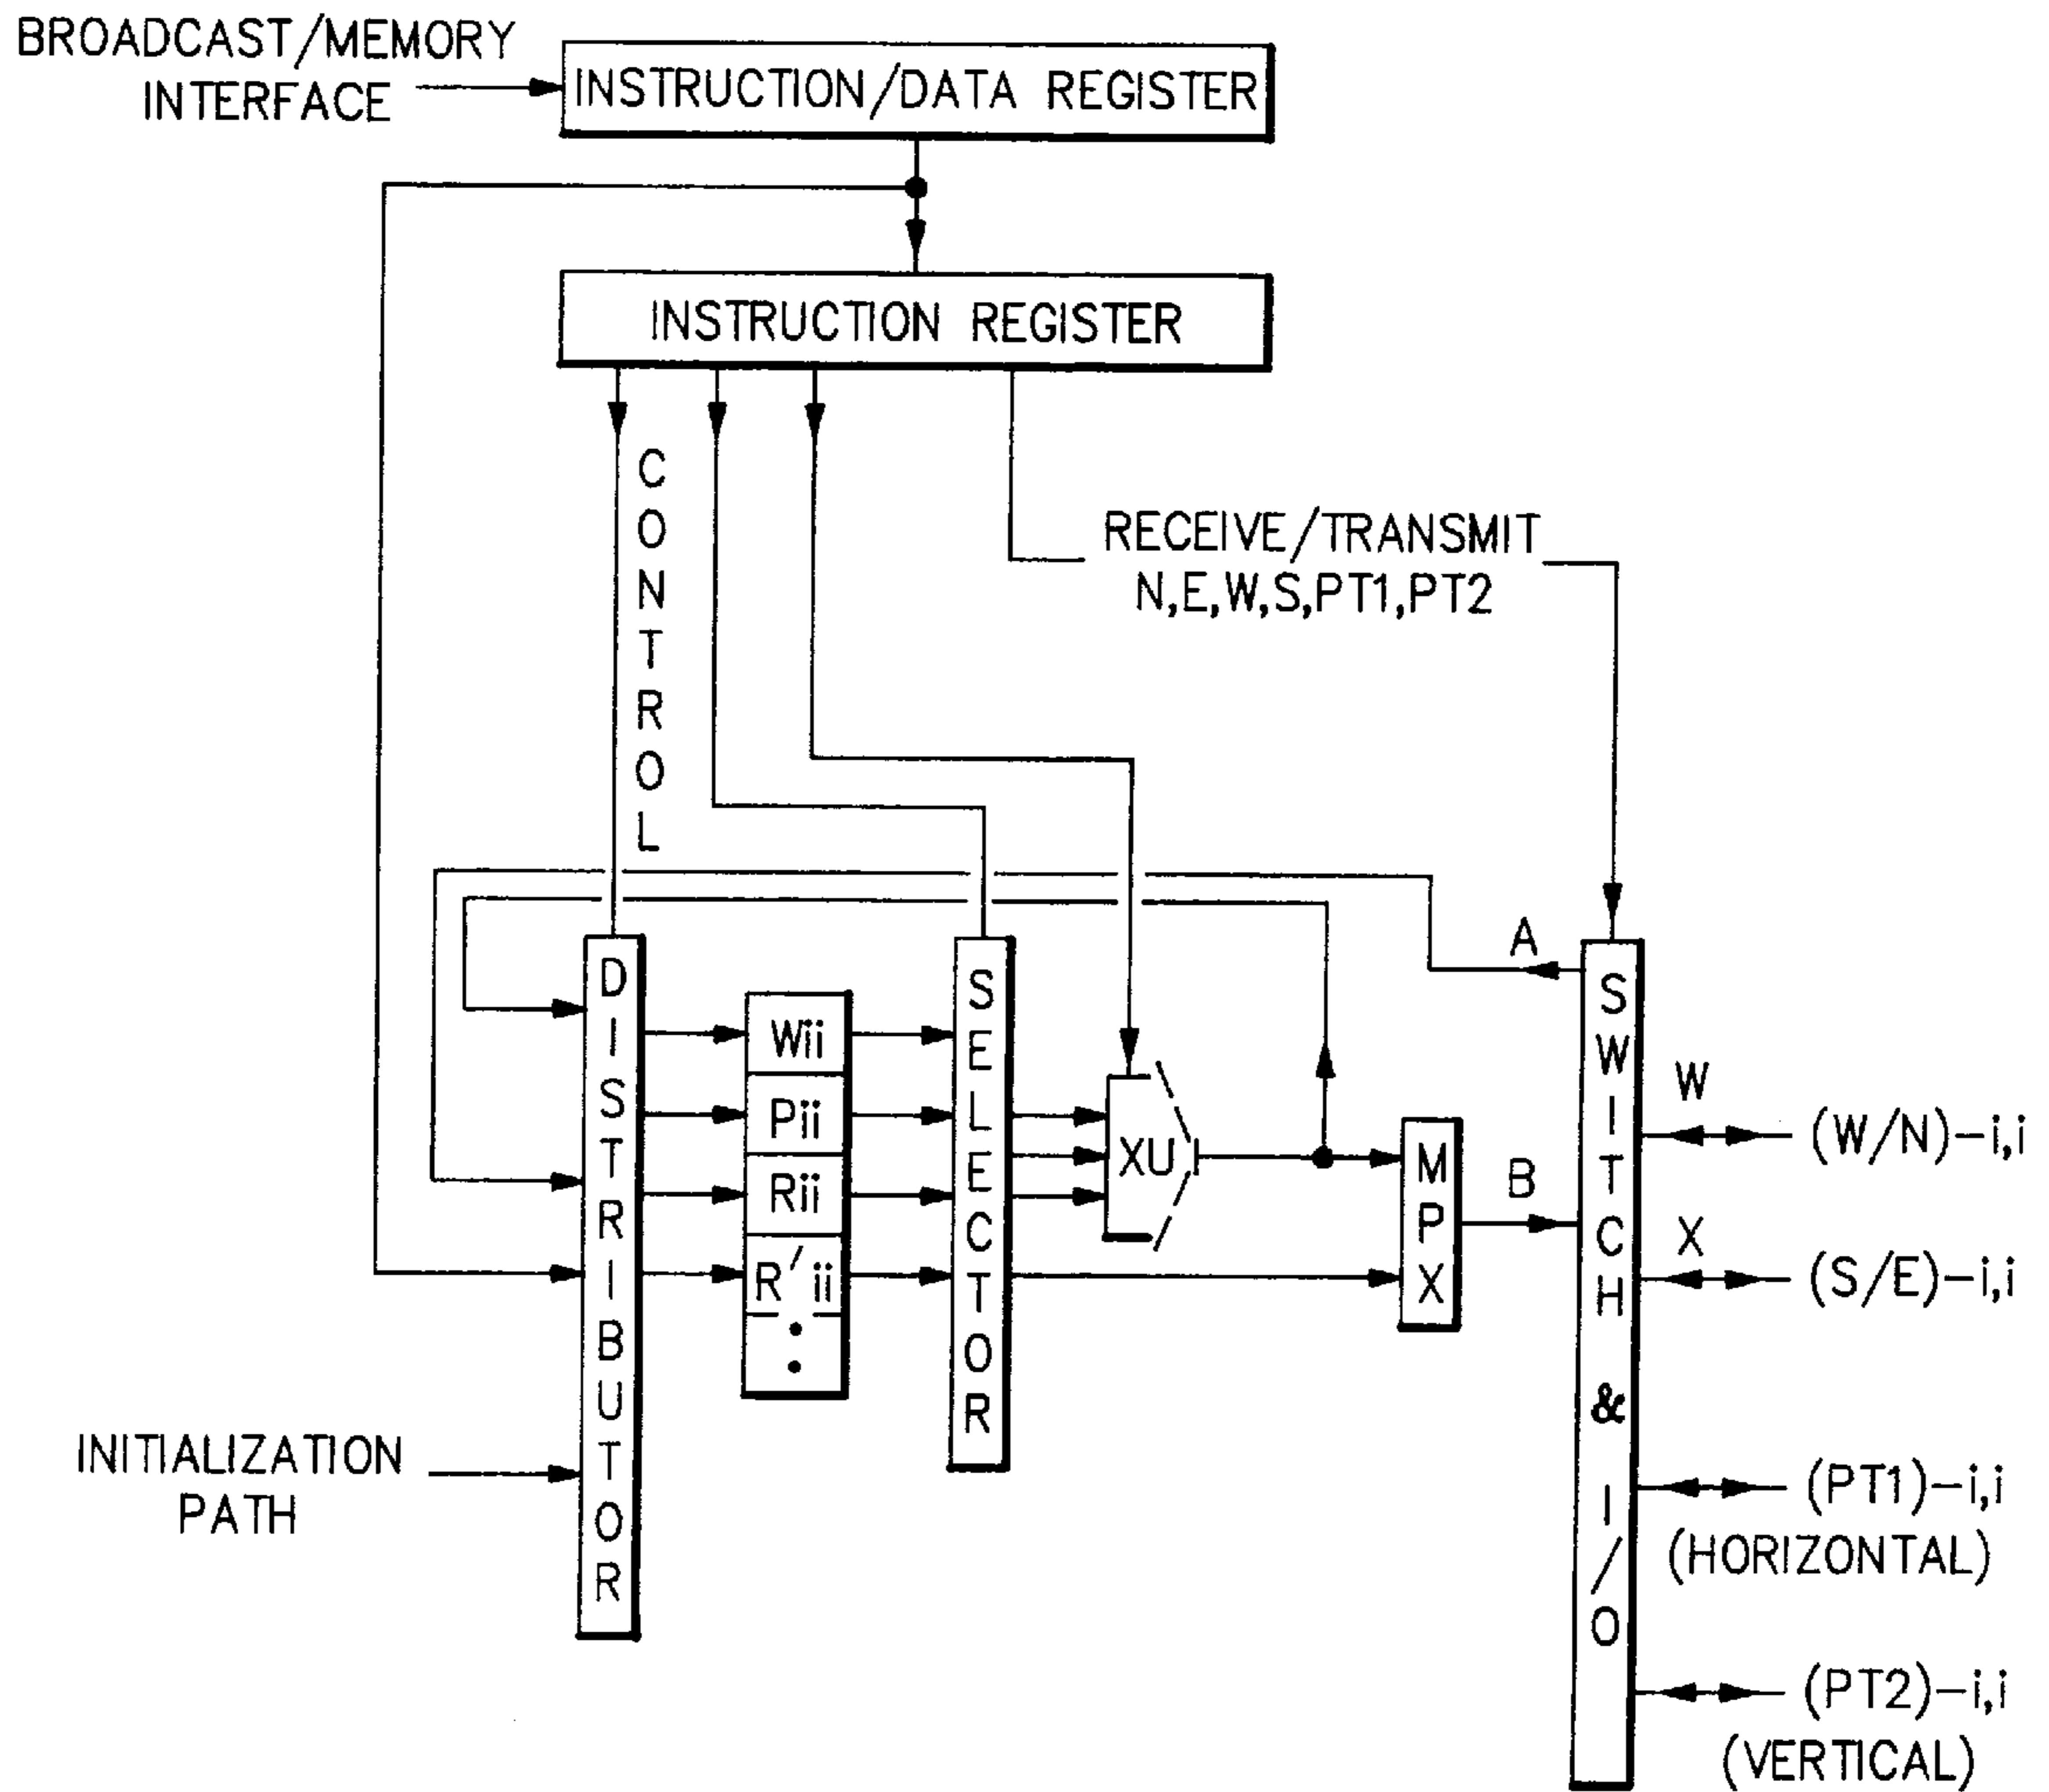 BROADCAST/MEMORY
INTERFACE
INSTRUCTION/DATA REGISTER
INSTRUCTION REGISTER
CONTROL
RECEIVE/TRANSMIT
N,E,W,S,PT1,PT2
DISTRIBUTOR
Wii
Pii
Rii
R'ii
SELECTOR
XU
MPX
A
B
SWITCH & I/O
W
(W/N)-i,i
X
(S/E)-i,i
(PT1)-i,i
(HORIZONTAL)
(PT2)-i,i
(VERTICAL)
INITIALIZATION
PATH